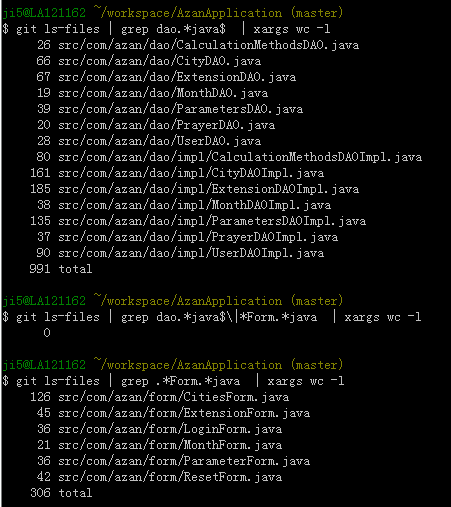 ji5@LA121162 ~/workspace/AzanApplication (master)
$ git ls-files | grep dao.*java$  | xargs wc -l
26 src/com/azan/dao/CalculationMethodsDAO.java
66 src/com/azan/dao/CityDAO.java
67 src/com/azan/dao/ExtensionDAO.java
19 src/com/azan/dao/MonthDAO.java
39 src/com/azan/dao/ParametersDAO.java
20 src/com/azan/dao/PrayerDAO.java
28 src/com/azan/dao/UserDAO.java
80 src/com/azan/dao/impl/CalculationMethodsDAOImpl.java
161 src/com/azan/dao/impl/CityDAOImpl.java
185 src/com/azan/dao/impl/ExtensionDAOImpl.java
38 src/com/azan/dao/impl/MonthDAOImpl.java
135 src/com/azan/dao/impl/ParametersDAOImpl.java
37 src/com/azan/dao/impl/PrayerDAOImpl.java
90 src/com/azan/dao/impl/UserDAOImpl.java
991 total
ji5@LA121162 ~/workspace/AzanApplication (master)
$ git ls-files | grep dao.*java$\|*Form.*java  | xargs wc -l
0
ji5@LA121162 ~/workspace/AzanApplication (master)
$ git ls-files | grep .*Form.*java  | xargs wc -l
126 src/com/azan/form/CitiesForm.java
45 src/com/azan/form/ExtensionForm.java
36 src/com/azan/form/LoginForm.java
21 src/com/azan/form/MonthForm.java
36 src/com/azan/form/ParameterForm.java
42 src/com/azan/form/ResetForm.java
306 total